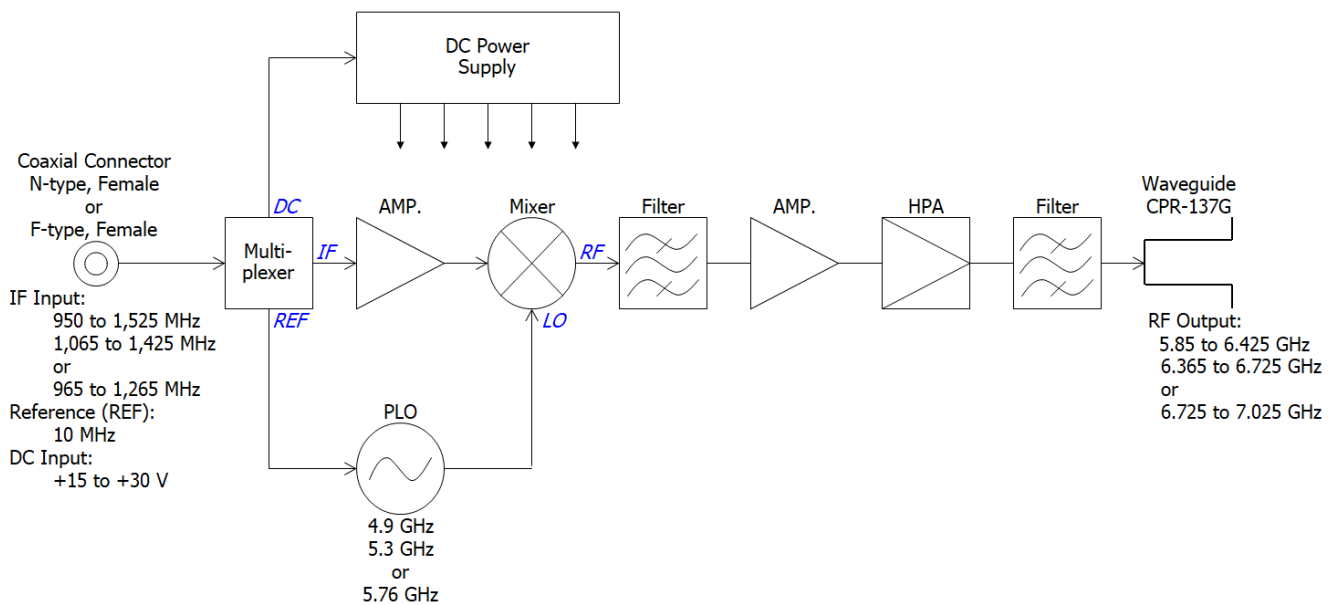 DC Power
Supply
Coaxial Connector
N-type, Female
or
F-type, Female
DC
Multi-
plexer
IF
REF
AMP.
Mixer
RF
LO
Filter
AMP.
HPA
Filter
Waveguide
CPR-137G
IF Input:
950 to 1,525 MHz
1,065 to 1,425 MHz
or
965 to 1,265 MHz
Reference (REF):
10 MHz
DC Input:
+15 to +30 V
PLO
4.9 GHz
5.3 GHz
or
5.76 GHz
RF Output:
5.85 to 6.425 GHz
6.365 to 6.725 GHz
or
6.725 to 7.025 GHz